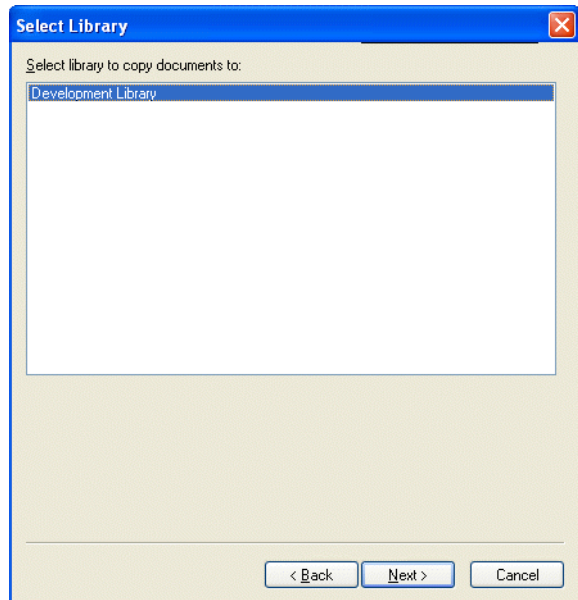 Select Library
Select library to copy documents to:
Development Library
< Back
Next >
Cancel